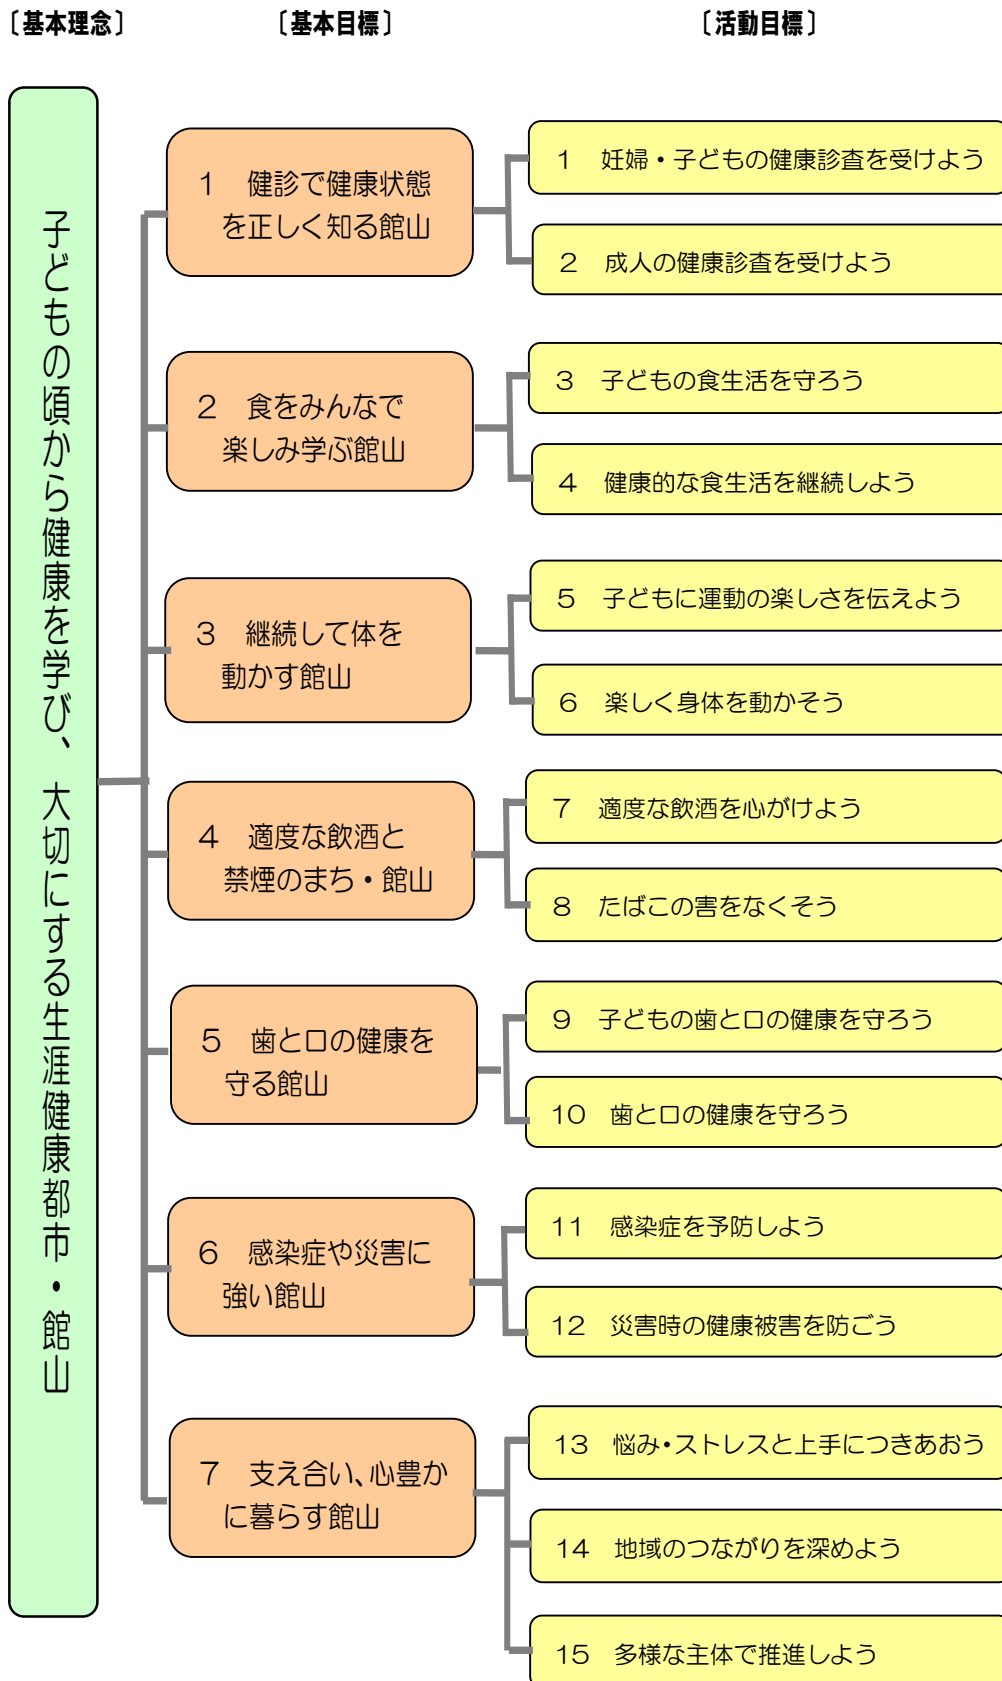 〔基本理念〕
〔基本目標〕
〔活動目標〕
子どもの頃から健康を学び、大切にする生涯健康都市・館山
1 健診で健康状態
を正しく知る館山
1 妊婦・子どもの健康診査を受けよう
2 成人の健康診査を受けよう
2 食をみんなで
楽しみ学ぶ館山
3 子どもの食生活を守ろう
4 健康的な食生活を継続しよう
3 継続して体を
動かす館山
5 子どもに運動の楽しさを伝えよう
6 楽しく身体を動かそう
4 適度な飲酒と
禁煙のまち・館山
7 適度な飲酒を心がけよう
8 たばこの害をなくそう
5 歯と口の健康を
守る館山
9 子どもの歯と口の健康を守ろう
10 歯と口の健康を守ろう
6 感染症や災害に
強い館山
11 感染症を予防しよう
12 災害時の健康被害を防ごう
7 支え合い、心豊か
に暮らす館山
13 悩み・ストレスと上手につきあおう
14 地域のつながりを深めよう
15 多様な主体で推進しよう